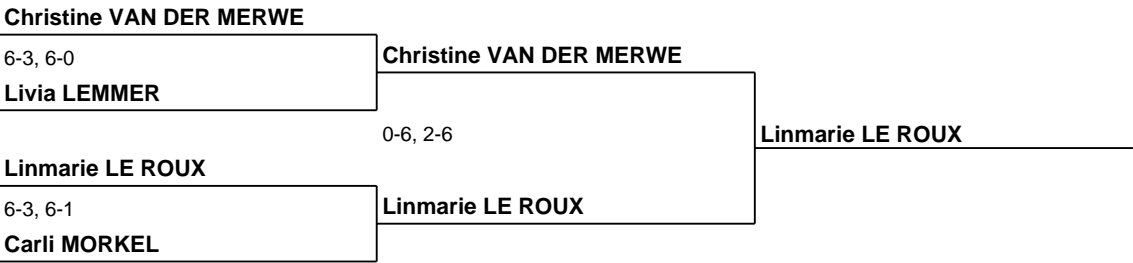 Christine VAN DER MERWE
6-3, 6-0
Christine VAN DER MERWE
Livia LEMMER
0-6, 2-6
Linmarie LE ROUX
Linmarie LE ROUX
6-3, 6-1
Linmarie LE ROUX
Carli MORKEL